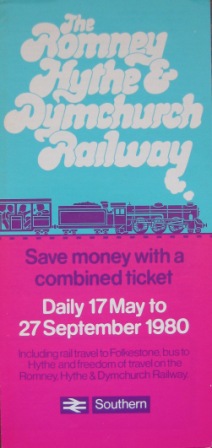 The
Romney
Hythe &
Dymchurch
Railway
Save money with a
combined ticket
Daily 17 May to
27 September 1980
Including rail travel to Folkestone, bus to
Hythe and freedom of travel on the
Romney, Hythe & Dymchurch Railway.
Southern